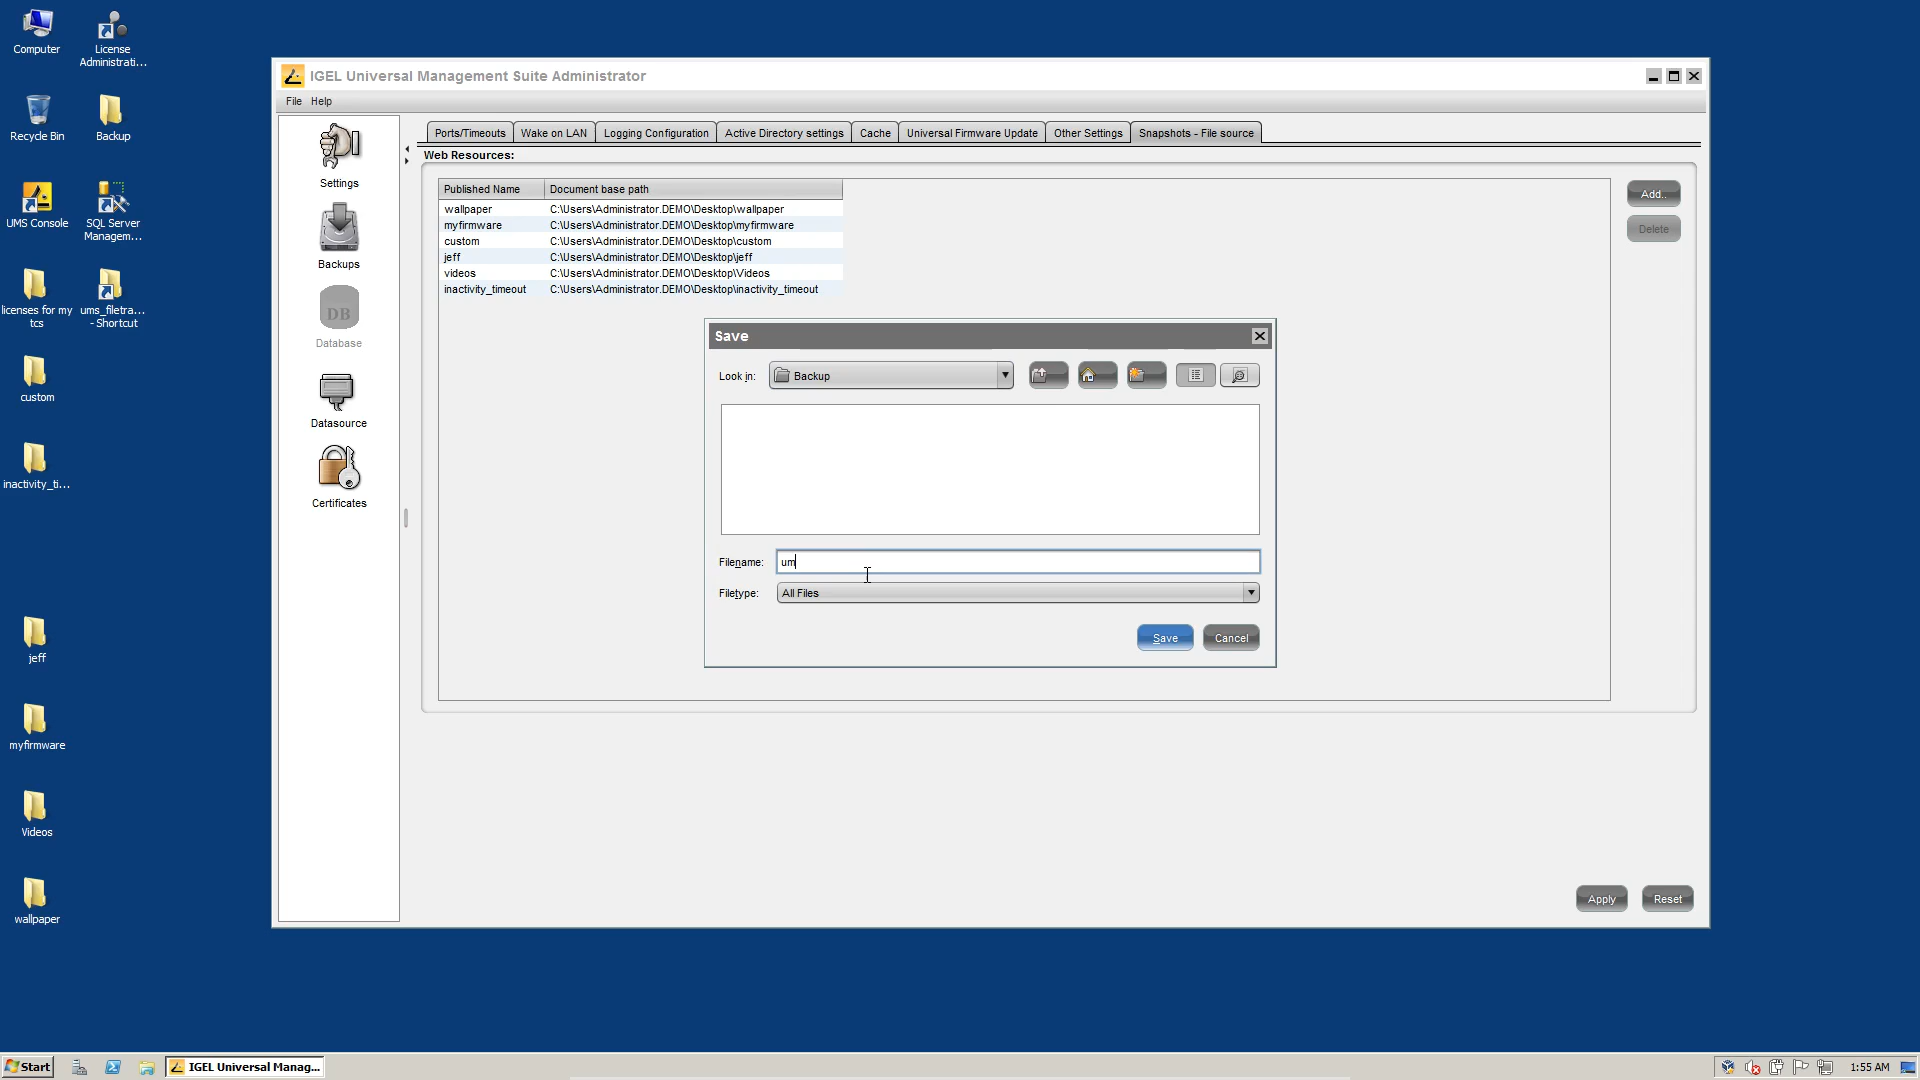 Computer
License
Administrati...
Recycle Bin
Backup
UMS Console
SQL Server
Managem...
licenses for my
tcs
ums_filetra...
- Shortcut
custom
inactivity_ti...
jeff
myfirmware
Videos
wallpaper
IGEL Universal Management Suite Administrator
File Help
Settings
Backups
DB
Database
Datasource
Certificates
Ports/Timeouts Wake on LAN Logging Configuration Active Directory settings Cache Universal Firmware Update Other Settings Snapshots - File source
Web Resources:
Published Name Document base path
wallpaper C:\Users\Administrator.DEMO\Desktop\wallpaper
myfirmware C:\Users\Administrator.DEMO\Desktop\myfirmware
custom C:\Users\Administrator.DEMO\Desktop\custom
jeff C:\Users\Administrator.DEMO\Desktop\jeff
videos C:\Users\Administrator.DEMO\Desktop\Videos
inactivity_timeout C:\Users\Administrator.DEMO\Desktop\inactivity_timeout
Add..
Delete
Save
Look in: Backup
Filename: um
Filetype: All Files
Save Cancel
Apply Reset
Start IGEL Universal Manag... 1:55 AM